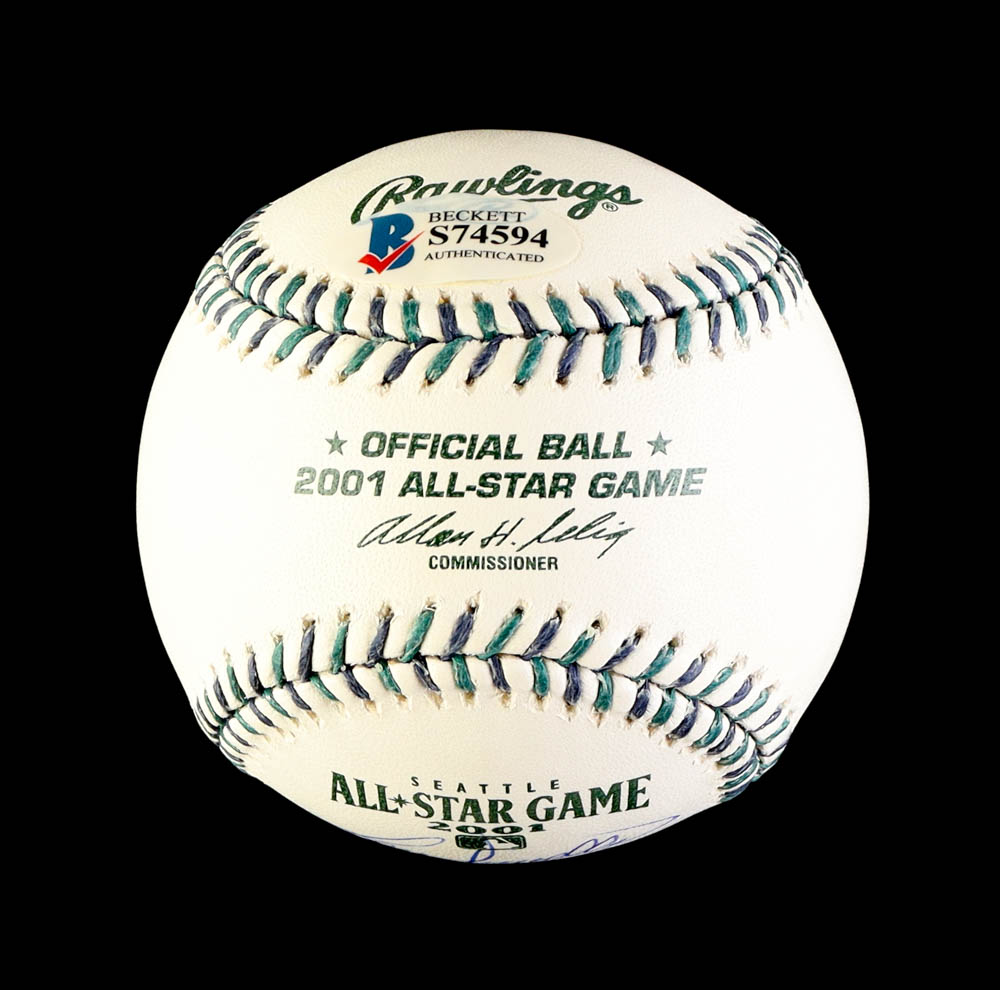 Rawlings®
BECKETT
S74594
AUTHENTICATED
★ OFFICIAL BALL ★
2001 ALL-STAR GAME
Allan H. Selig
COMMISSIONER
SEATTLE
ALL★STAR GAME
2001